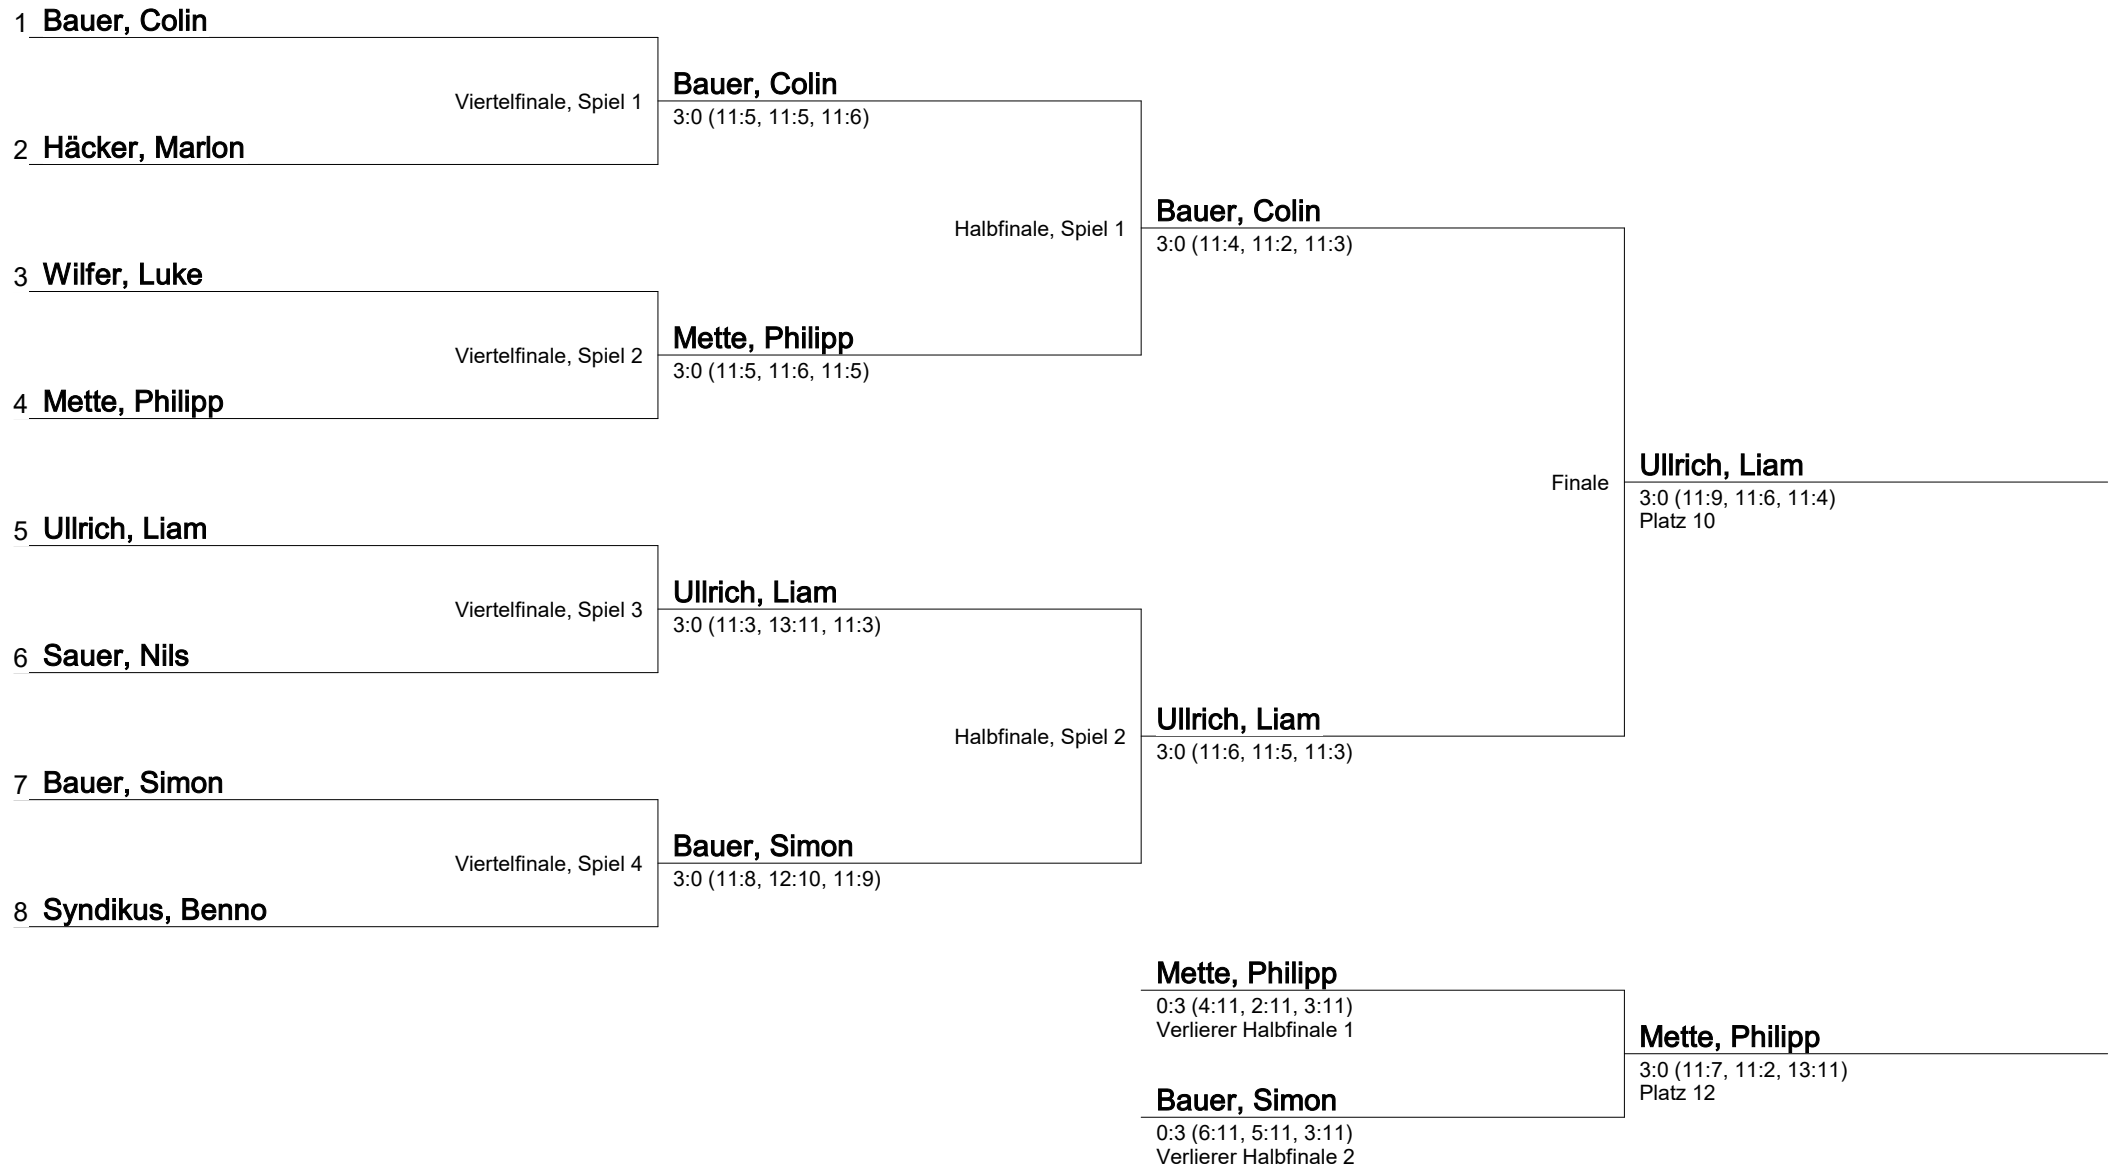 1 Bauer, Colin
Viertelfinale, Spiel 1
Bauer, Colin
3:0 (11:5, 11:5, 11:6)
2 Häcker, Marlon
Halbfinale, Spiel 1
Bauer, Colin
3:0 (11:4, 11:2, 11:3)
3 Wilfer, Luke
Viertelfinale, Spiel 2
Mette, Philipp
3:0 (11:5, 11:6, 11:5)
4 Mette, Philipp
Finale
Ullrich, Liam
3:0 (11:9, 11:6, 11:4)
Platz 10
5 Ullrich, Liam
Viertelfinale, Spiel 3
Ullrich, Liam
3:0 (11:3, 13:11, 11:3)
6 Sauer, Nils
Halbfinale, Spiel 2
Ullrich, Liam
3:0 (11:6, 11:5, 11:3)
7 Bauer, Simon
Viertelfinale, Spiel 4
Bauer, Simon
3:0 (11:8, 12:10, 11:9)
8 Syndikus, Benno
Mette, Philipp
0:3 (4:11, 2:11, 3:11)
Verlierer Halbfinale 1
Mette, Philipp
3:0 (11:7, 11:2, 13:11)
Platz 12
Bauer, Simon
0:3 (6:11, 5:11, 3:11)
Verlierer Halbfinale 2